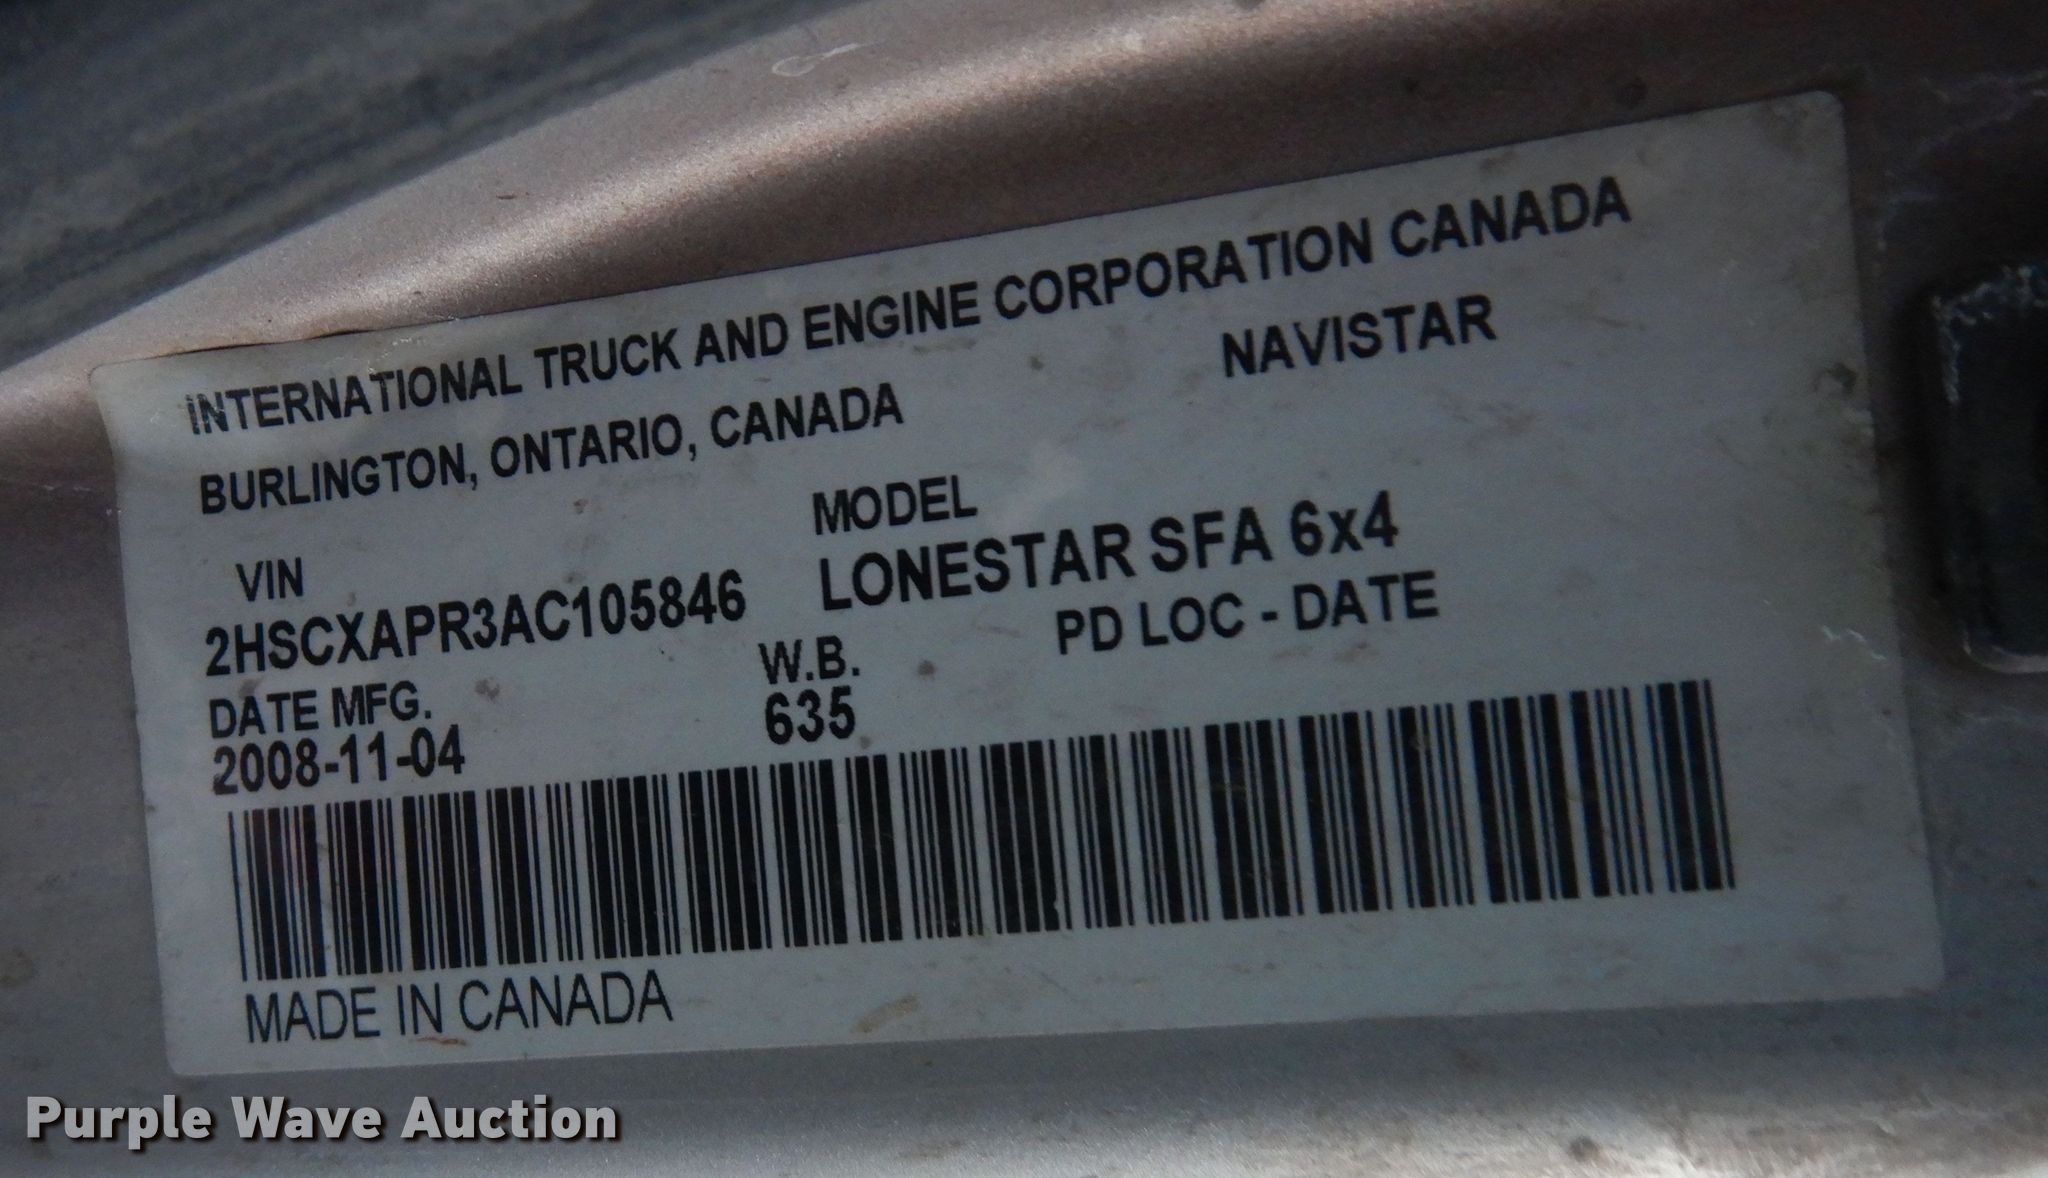 INTERNATIONAL TRUCK AND ENGINE CORPORATION CANADA
BURLINGTON, ONTARIO, CANADA NAVISTAR
VIN MODEL
2HSCXAPR3AC105846 LONESTAR SFA 6x4
DATE MFG. W.B. PD LOC - DATE
2008-11-04 635
MADE IN CANADA
Purple Wave Auction